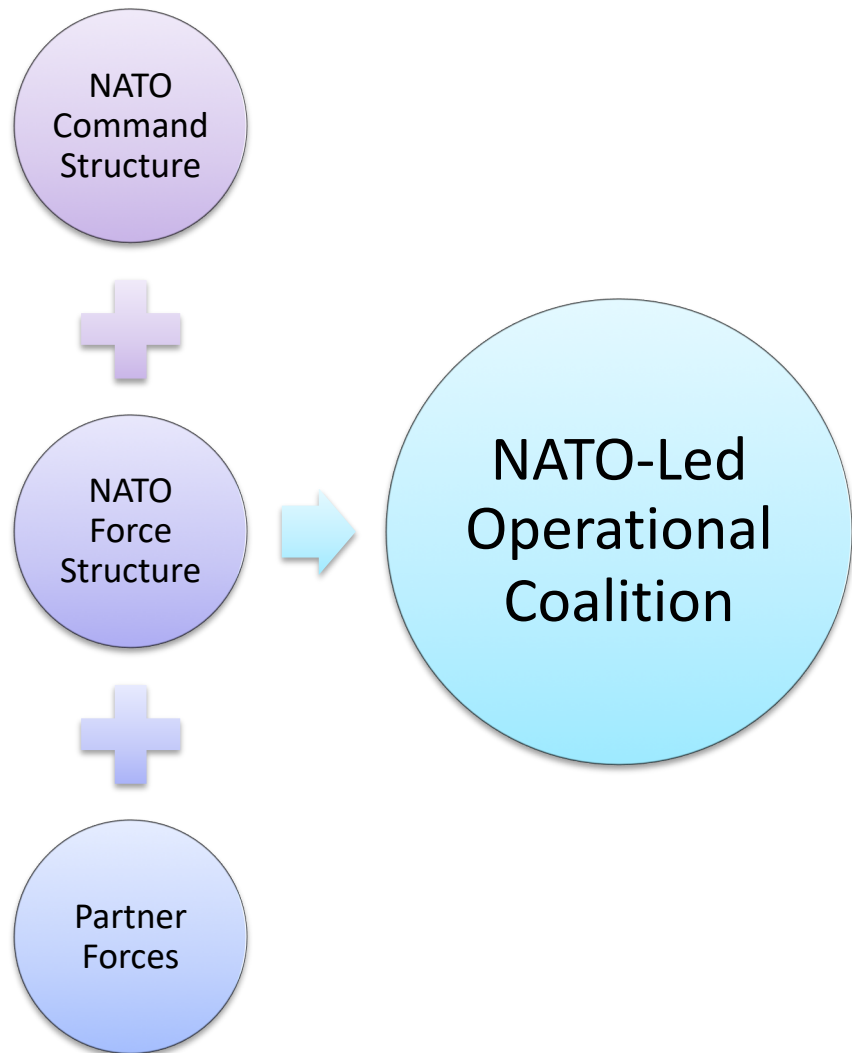 NATO
Command
Structure
NATO
Force
Structure
Partner
Forces
NATO-Led
Operational
Coalition